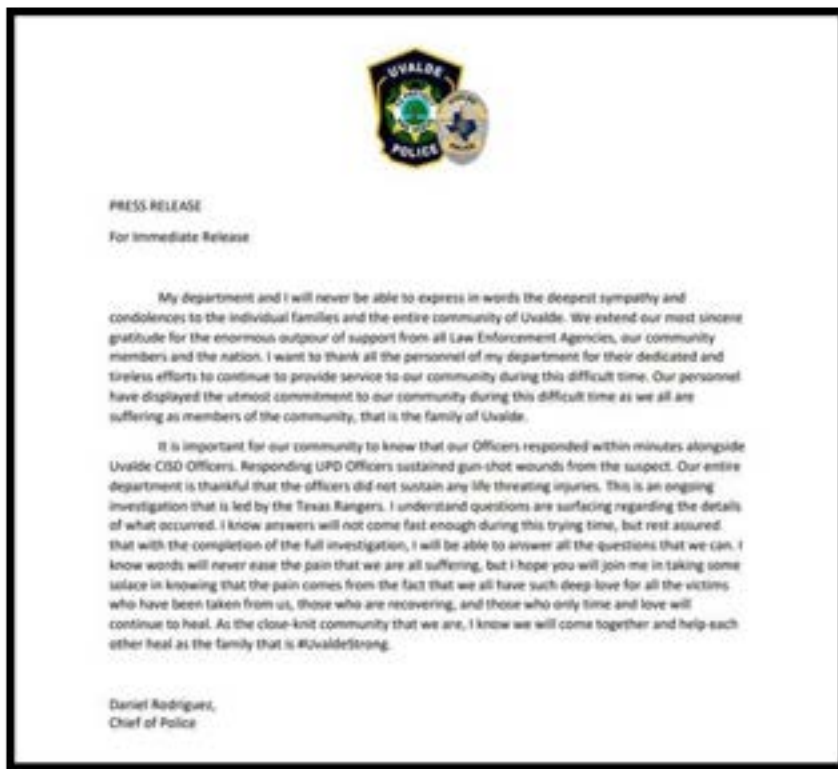 UVALDE
POLICE
PRESS RELEASE
For Immediate Release
My department and I will never be able to express in words the deepest sympathy and
condolences to the individual families and the entire community of Uvalde. We extend our most sincere
gratitude for the enormous outpour of support from all Law Enforcement Agencies, our community
members and the nation. I want to thank all the personnel of my department for their dedicated and
tireless efforts to continue to provide service to our community during this difficult time. Our personnel
have displayed the utmost commitment to our community during this difficult time as we all are
suffering as members of the community, that is the family of Uvalde.
It is important for our community to know that our Officers responded within minutes alongside
Uvalde CISD Officers. Responding UPD Officers sustained gun-shot wounds from the suspect. Our entire
department is thankful that the officers did not sustain any life threating injuries. This is an ongoing
investigation that is led by the Texas Rangers. I understand questions are surfacing regarding the details
of what occurred. I know answers will not come fast enough during this trying time, but rest assured
that with the completion of the full investigation, I will be able to answer all the questions that we can. I
know words will never ease the pain that we are all suffering, but I hope you will join me in taking some
solace in knowing that the pain comes from the fact that we all have such deep love for all the victims
who have been taken from us, those who are recovering, and those who only time and love will
continue to heal. As the close-knit community that we are, I know we will come together and help each
other heal as the family that is #UvaldeStrong.
Daniel Rodriguez,
Chief of Police